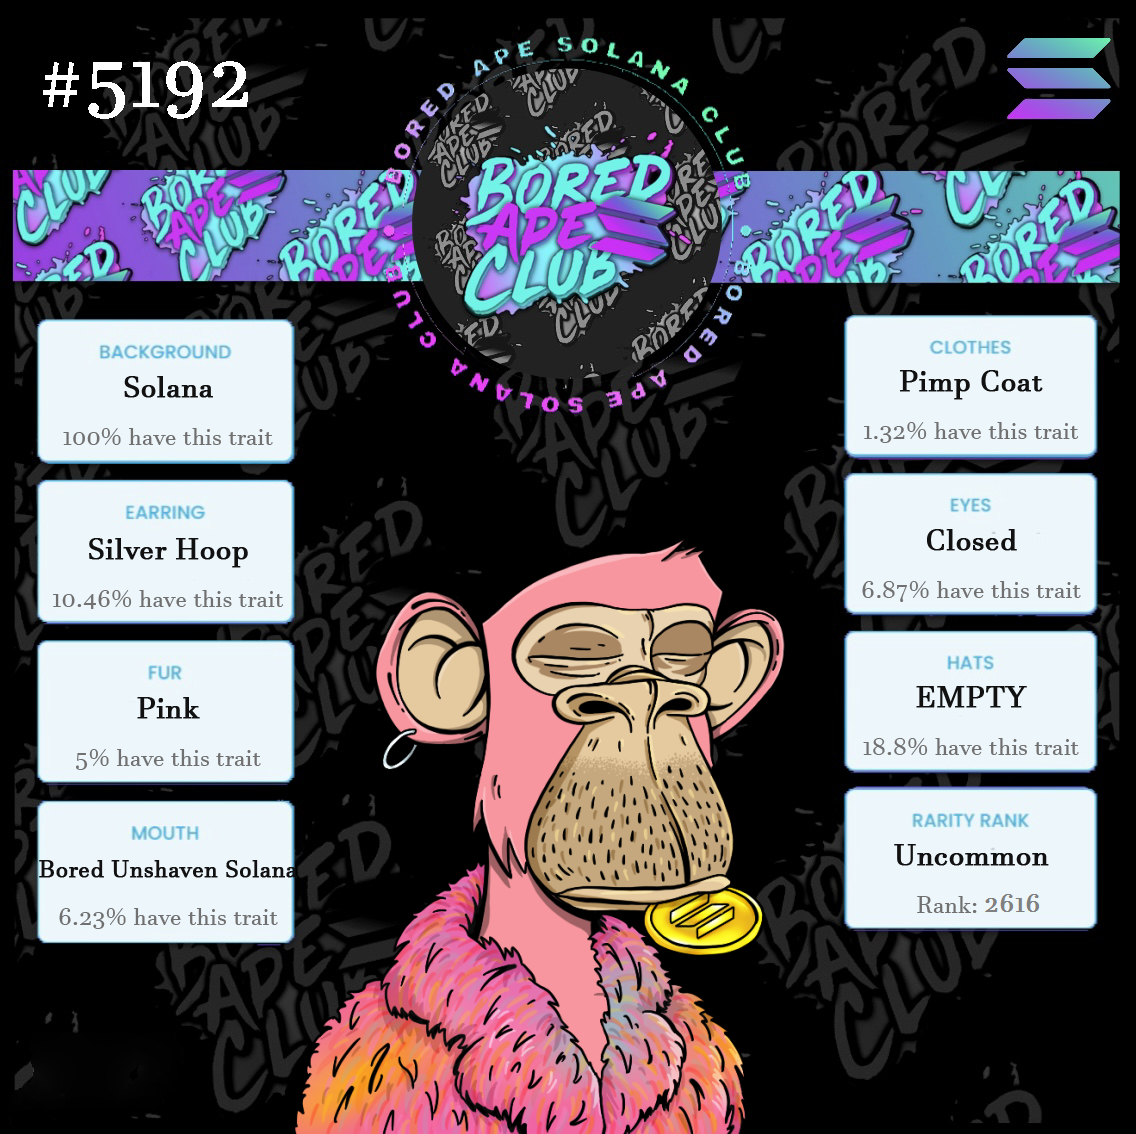 #5192
BORED APE SOLANA CLUB
BORED
APE
CLUB
BORED APE SOLANA CLUB
BACKGROUND
Solana
100% have this trait
EARRING
Silver Hoop
10.46% have this trait
FUR
Pink
5% have this trait
MOUTH
Bored Unshaven Solana
6.23% have this trait
CLOTHES
Pimp Coat
1.32% have this trait
EYES
Closed
6.87% have this trait
HATS
EMPTY
18.8% have this trait
RARITY RANK
Uncommon
Rank: 2616